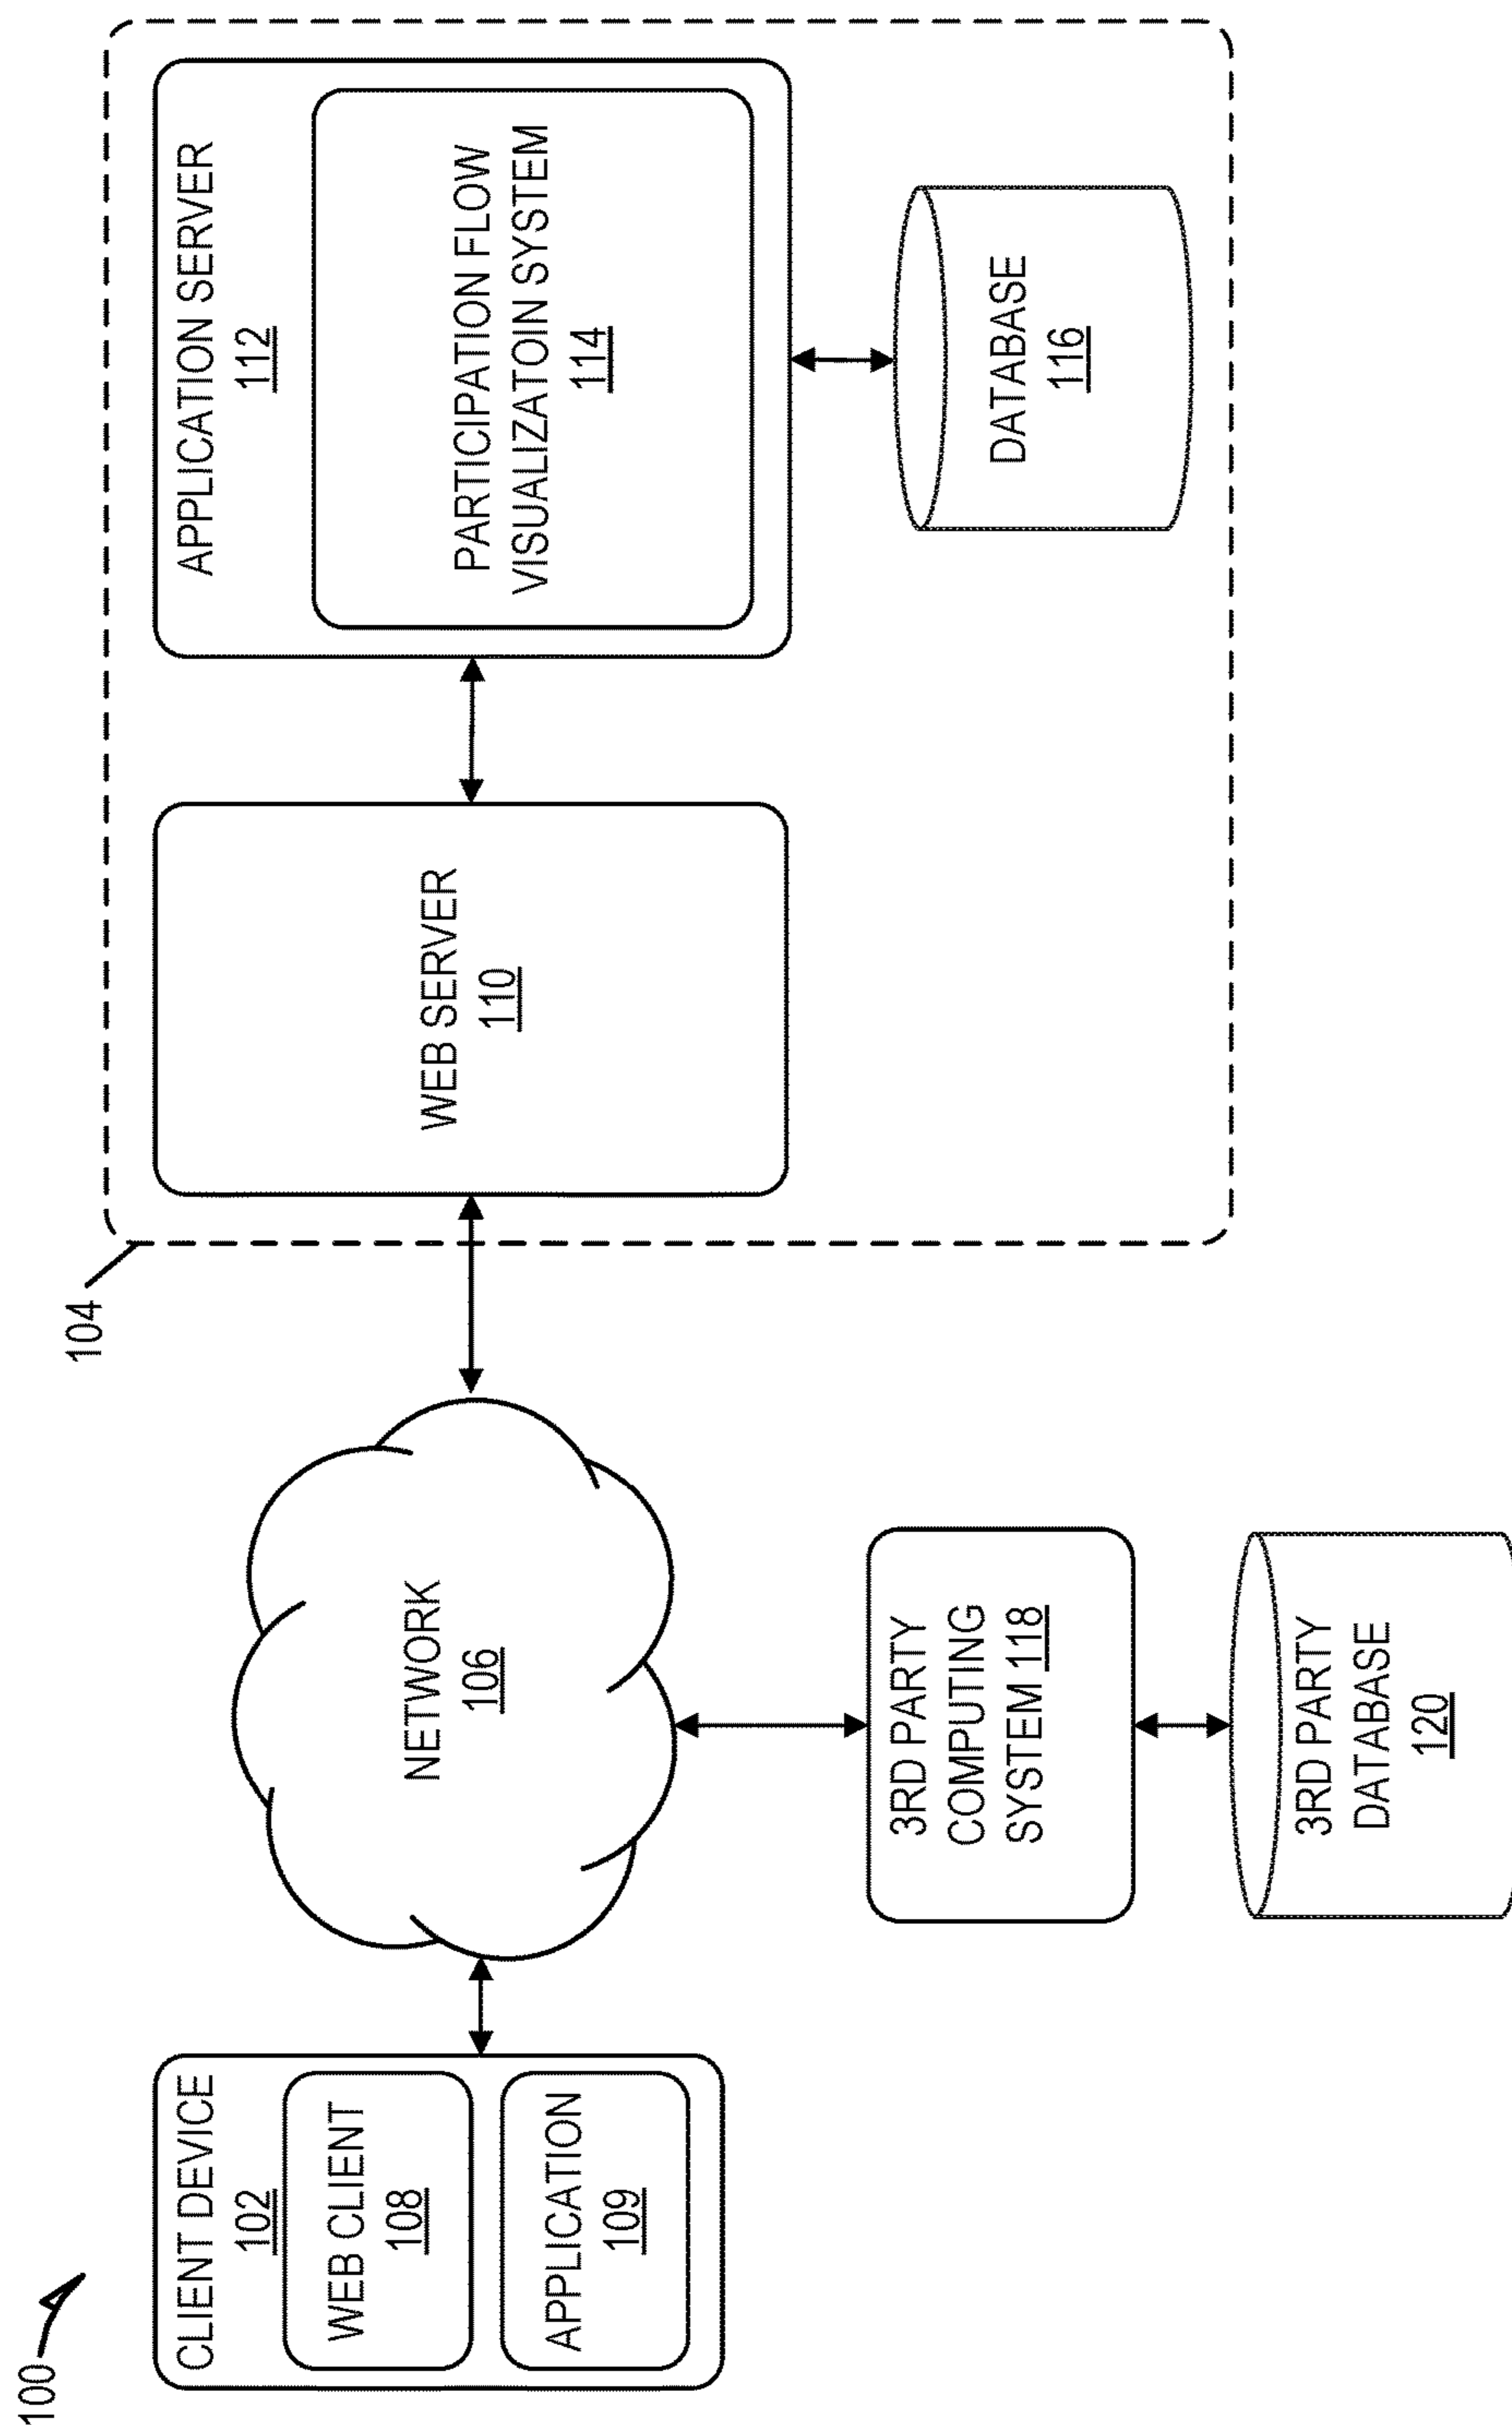 100
CLIENT DEVICE
102
WEB CLIENT
108
APPLICATION
109
NETWORK
106
3RD PARTY
COMPUTING
SYSTEM 118
3RD PARTY
DATABASE
120
104
WEB SERVER
110
APPLICATION SERVER
112
PARTICIPATION FLOW
VISUALIZATOIN SYSTEM
114
DATABASE
116